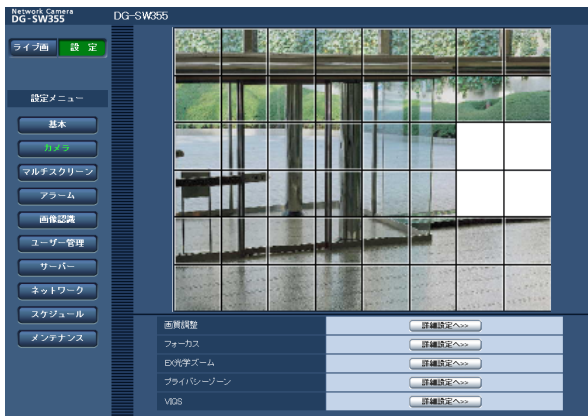 Network Camera
DG-SW355
DG-SW355
ライブ画 設 定
設定メニュー
基本
カメラ
マルチスクリーン
アラーム
画像認識
ユーザー管理
サーバー
ネットワーク
スケジュール
メンテナンス
画質調整 詳細設定へ>>
フォーカス 詳細設定へ>>
EX光学ズーム 詳細設定へ>>
プライバシーゾーン 詳細設定へ>>
VIQS 詳細設定へ>>